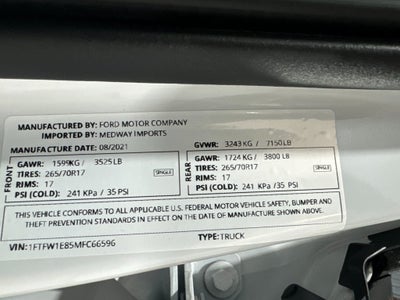 MANUFACTURED BY: FORD MOTOR COMPANY
IMPORTED BY: MEDWAY IMPORTS
MANUFACTURED DATE: 08/2021
GVWR: 3243 KG / 7150 LB
FRONT
GAWR: 1599KG / 3525 LB
TIRES: 265/70R17 SINGLE
RIMS: 17
PSI (COLD): 241 KPa / 35 PSI
REAR
GAWR: 1724 KG / 3800 LB
TIRES: 265/70R17 SINGLE
RIMS: 17
PSI (COLD): 241 KPa /35 PSI
THIS VEHICLE CONFORMS TO ALL APPLICABLE U.S. FEDERAL MOTOR VEHICLE SAFETY, BUMPER AND
THEFT PREVENTION STANDARDS IN EFFECT ON THE DATE OF MANUFACTURE SHOWN ABOVE.
VIN: 1FTFW1E85MFC66596
TYPE: TRUCK